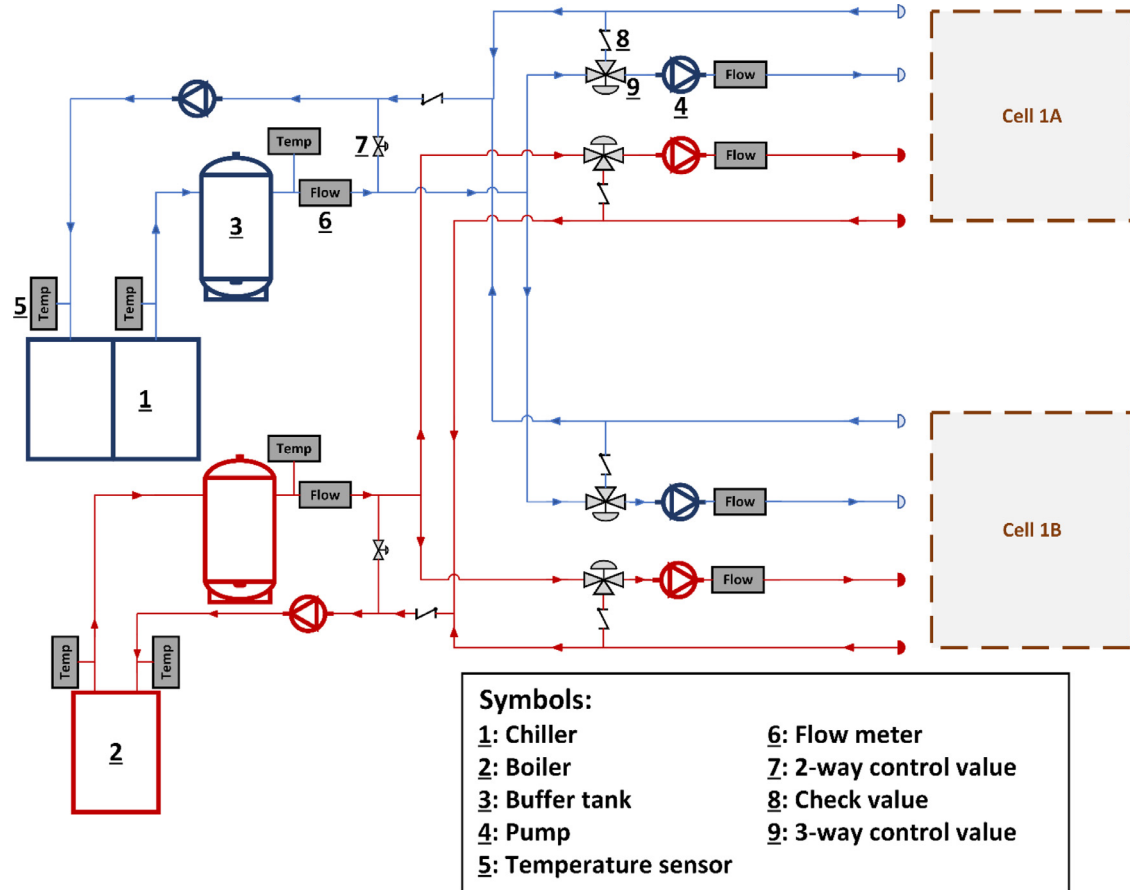 8
Flow
9
4
Cell 1A
Temp
7
Flow
Flow
6
3
5
Temp
Temp
1
Temp
Flow
Flow
Cell 1B
Flow
Temp
Temp
2
Symbols:
1: Chiller
2: Boiler
3: Buffer tank
4: Pump
5: Temperature sensor
6: Flow meter
7: 2-way control value
8: Check value
9: 3-way control value